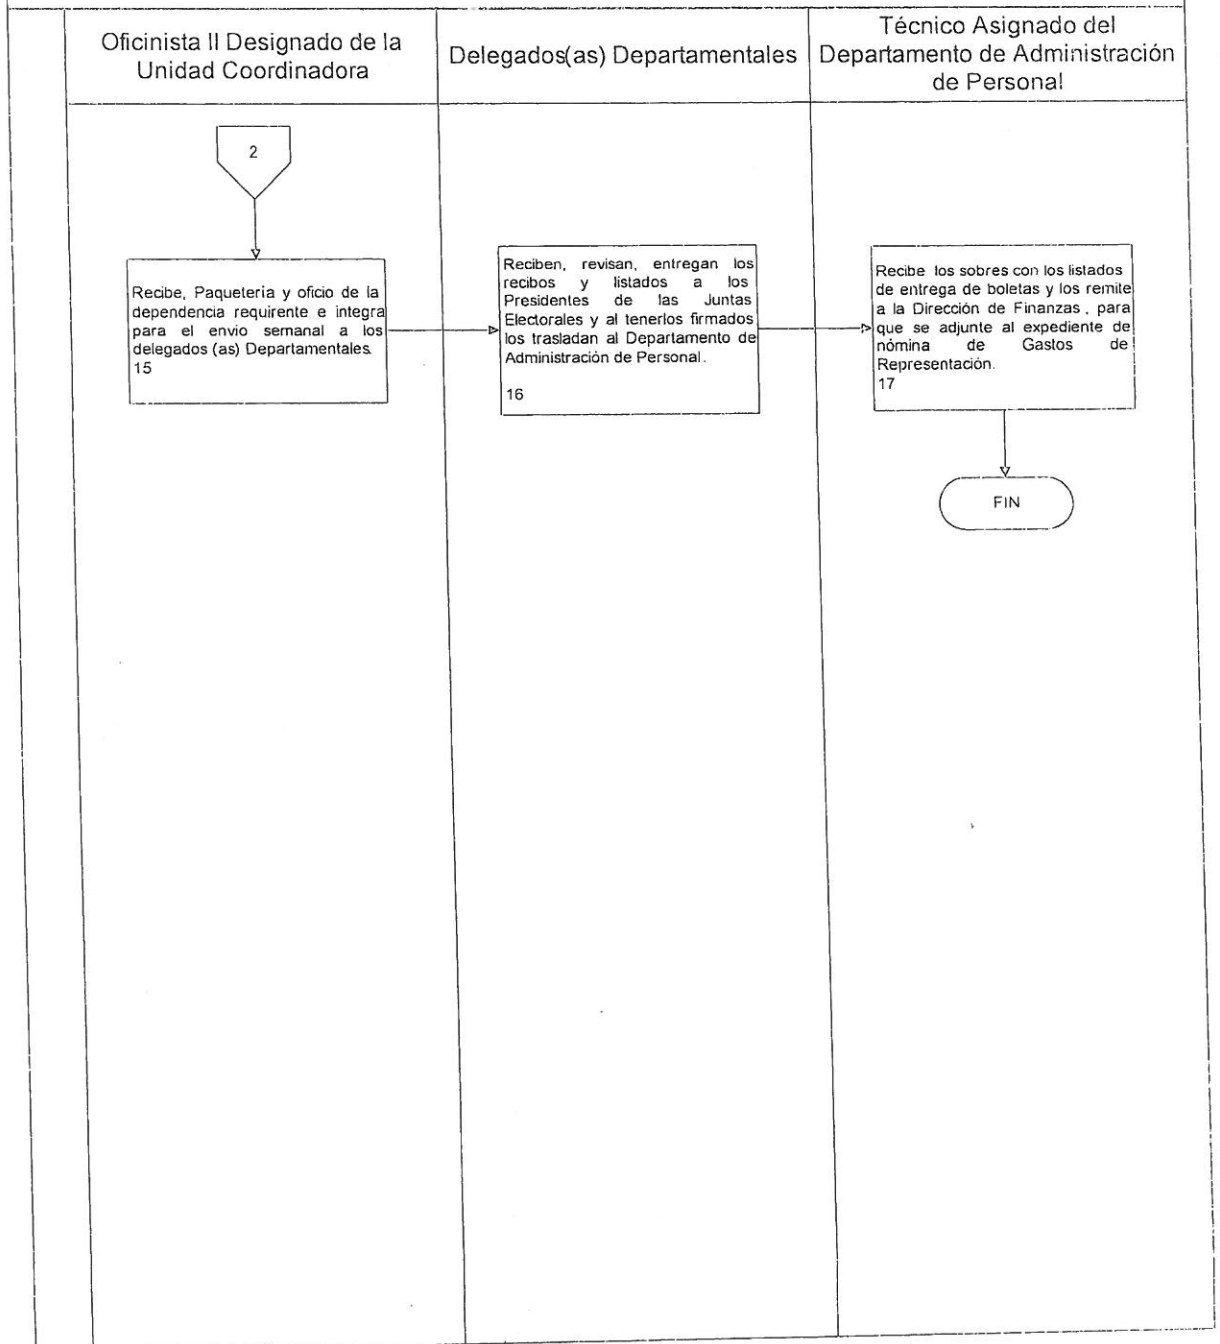 Oficinista II Designado de la
Unidad Coordinadora
Delegados(as) Departamentales
Técnico Asignado del
Departamento de Administración
de Personal
2
Recibe, Paqueteria y oficio de la
dependencia requirente e integra
para el envio semanal a los
delegados (as) Departamentales.
15
Reciben, revisan, entregan los
recibos y listados a los
Presidentes de las Juntas
Electorales y al tenerlos firmados
los trasladan al Departamento de
Administración de Personal.
16
Recibe los sobres con los listados
de entrega de boletas y los remite
a la Dirección de Finanzas, para
que se adjunte al expediente de
nómina de Gastos de
Representación.
17
FIN